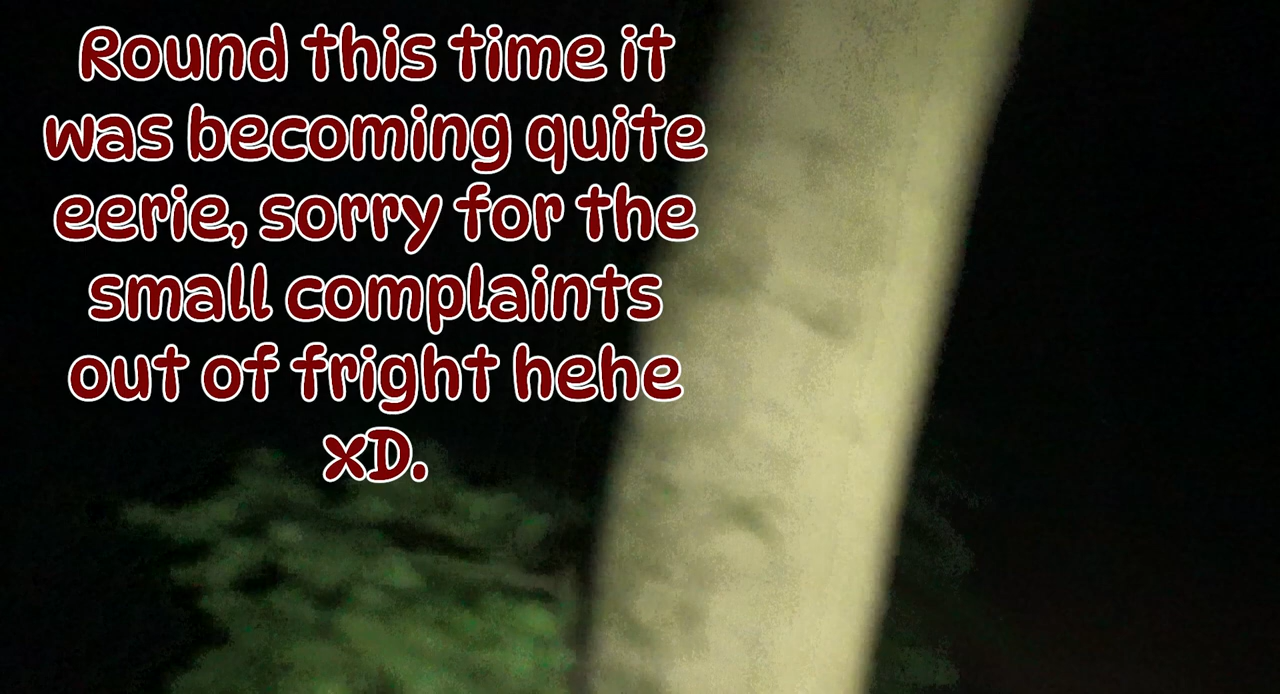 Round this time it
was becoming quite
eerie, sorry for the
small complaints
out of fright hehe
xD.